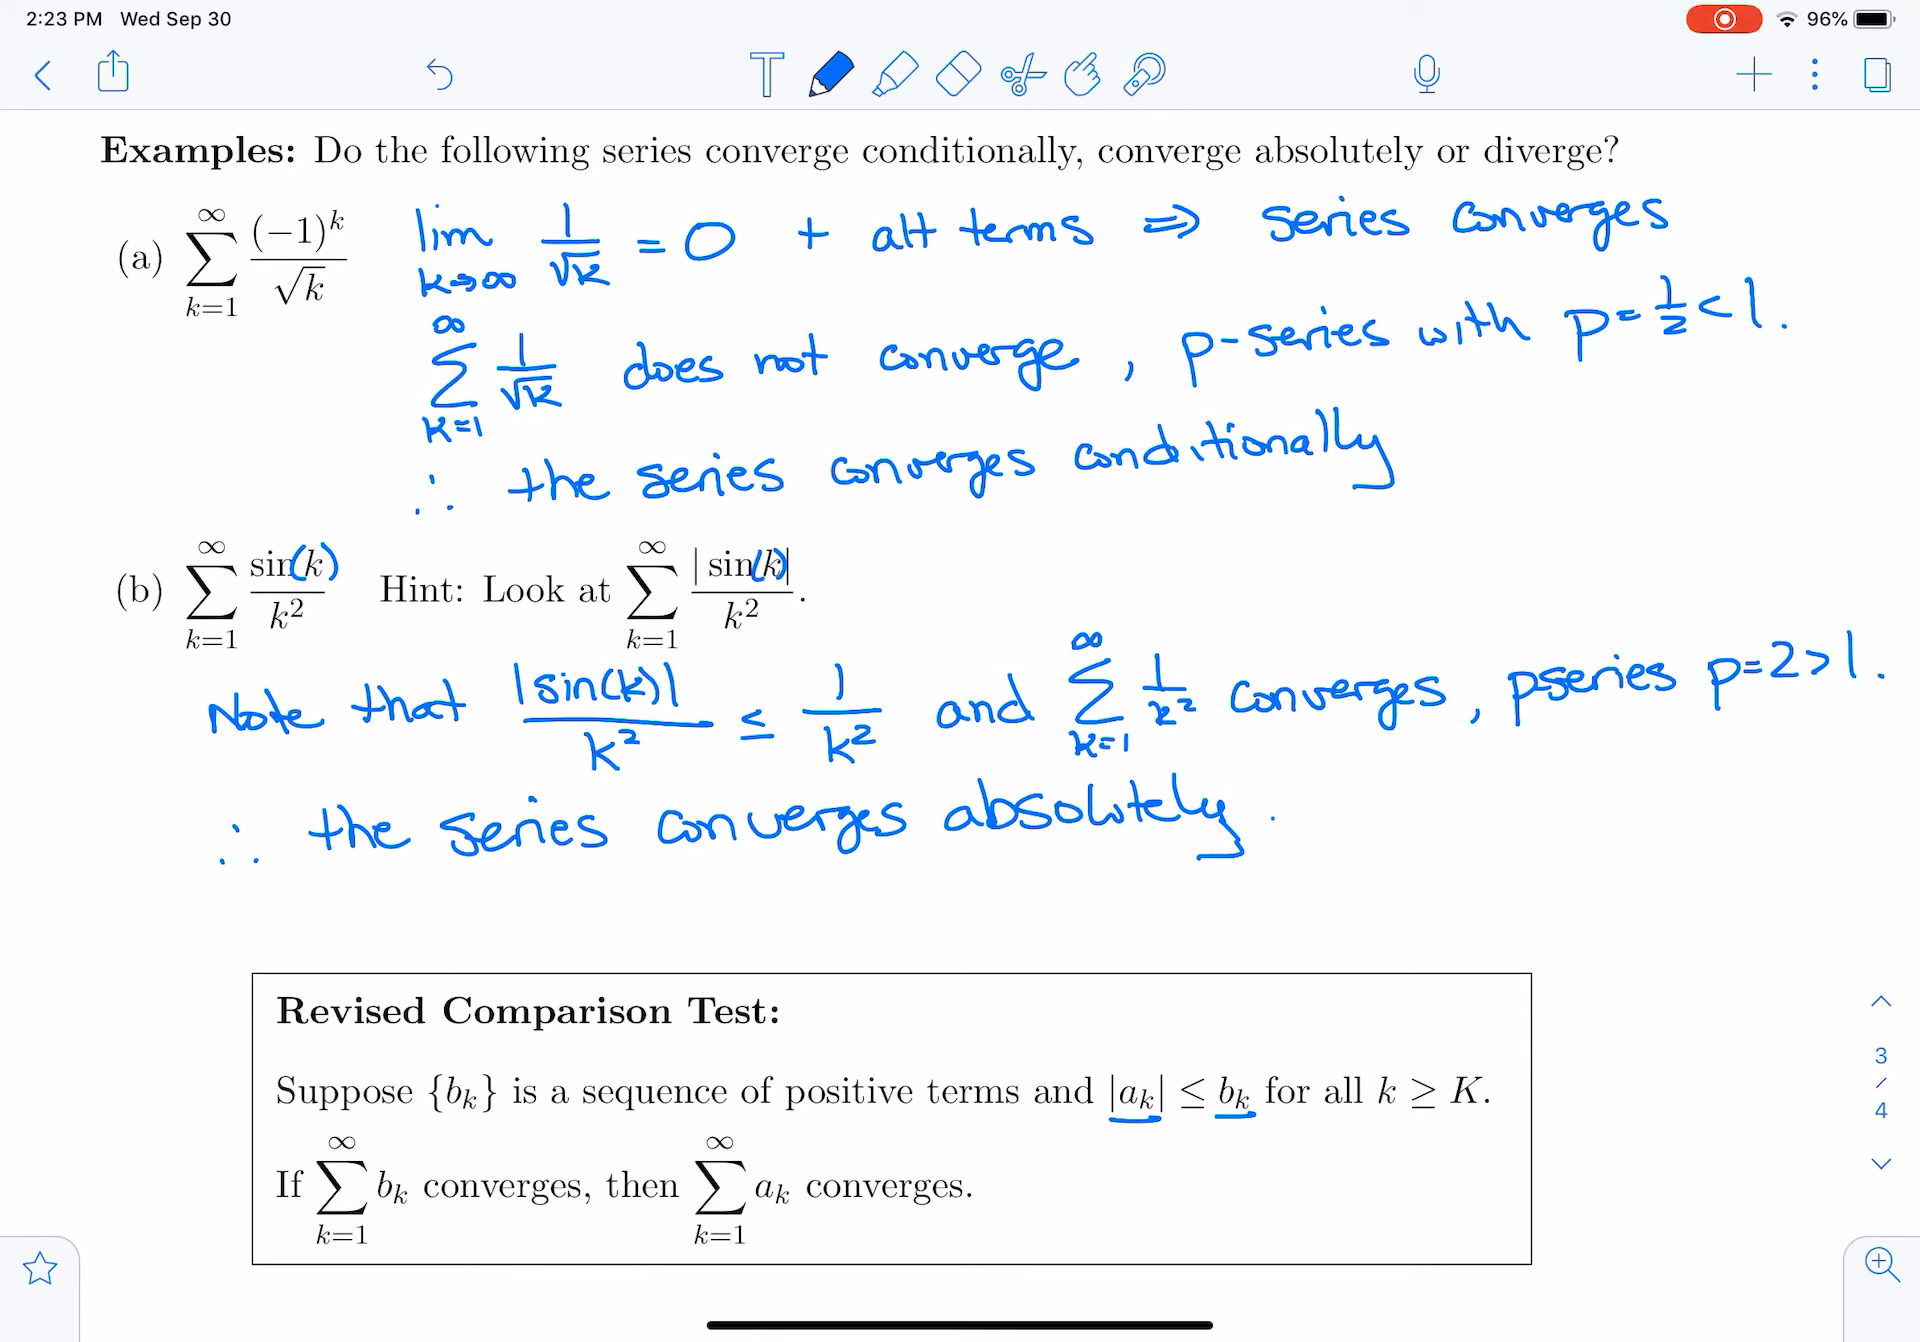 2:23 PM Wed Sep 30 96%
Examples: Do the following series converge conditionally, converge absolutely or diverge?
(a) ∑_{k=1}^{∞} (-1)^k/√k lim_{k→∞} 1/√k = 0 + alt terms ⇒ series converges
∑_{k=1}^{∞} 1/√k does not converge, p-series with p = 1/2 < 1.
∴ the series converges conditionally
(b) ∑_{k=1}^{∞} sin(k)/k² Hint: Look at ∑_{k=1}^{∞} |sin(k)|/k².
Note that |sin(k)|/k² ≤ 1/k² and ∑_{k=1}^{∞} 1/k² converges, pseries p=2>1.
∴ the series converges absolutely.
Revised Comparison Test:
Suppose {b_k} is a sequence of positive terms and |a_k| ≤ b_k for all k ≥ K.
If ∑_{k=1}^{∞} b_k converges, then ∑_{k=1}^{∞} a_k converges.
3
/
4